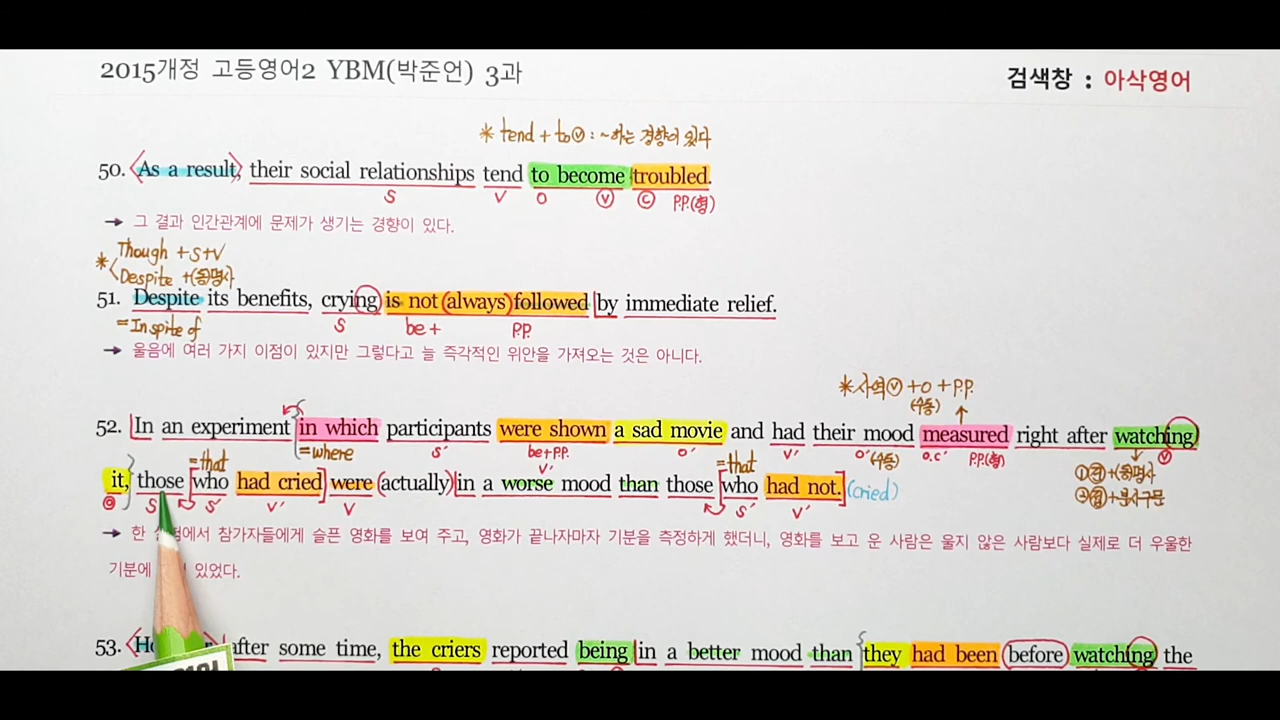 2015개정 고등영어2 YBM(박준언) 3과
검색창 : 아삭영어
* tend + to ⓥ : ~하는 경향이 있다
50. <As a result>, their social relationships tend to become troubled.
S V O ⓥ ⓒ P.P.(형)
→ 그 결과 인간관계에 문제가 생기는 경향이 있다.
* Though + S+V
Despite + (동)명사
51. Despite its benefits, crying is not (always) followed by immediate relief.
= In spite of S be + P.P.
→ 울음에 여러 가지 이점이 있지만 그렇다고 늘 즉각적인 위안을 가져오는 것은 아니다.
* 사역ⓥ + o + P.P.
(수동)
52. In an experiment in which participants were shown a sad movie and had their mood measured right after watching
=where S' be+P.P. V' O' V' O' (수동) O.C' P.P.(형) ⓥ
=that =that ①전+(동)명사
it, those [who had cried] were (actually) in a worse mood than those [who had not.] (cried)
②접+분사구문
ⓞ S S' V' V S' V'
→ 한 에서 참가자들에게 슬픈 영화를 보여 주고, 영화가 끝나자마자 기분을 측정하게 했더니, 영화를 보고 운 사람은 울지 않은 사람보다 실제로 더 우울한
기분에 있었다.
53. after some time, the criers reported being in a better mood than they had been (before) watching the